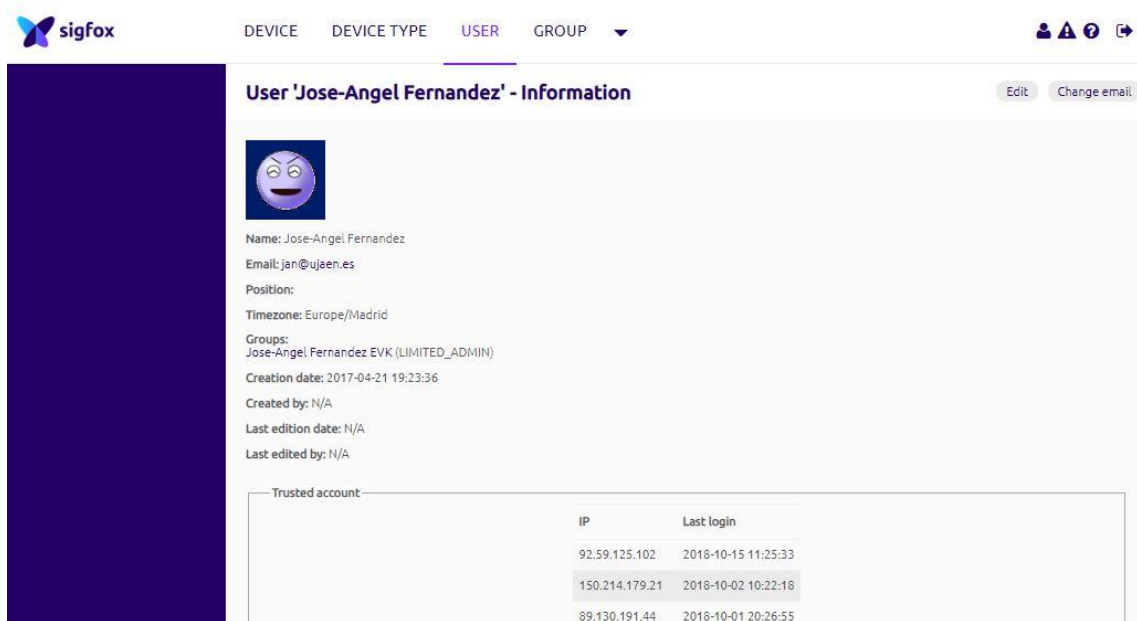 sigfox DEVICE DEVICE TYPE USER GROUP
User 'Jose-Angel Fernandez' - Information Edit Change email
Name: Jose-Angel Fernandez
Email: jan@ujaen.es
Position:
Timezone: Europe/Madrid
Groups:
Jose-Angel Fernandez EVK (LIMITED_ADMIN)
Creation date: 2017-04-21 19:23:36
Created by: N/A
Last edition date: N/A
Last edited by: N/A
Trusted account
IP Last login
92.59.125.102 2018-10-15 11:25:33
150.214.179.21 2018-10-02 10:22:18
89.130.191.44 2018-10-01 20:26:55